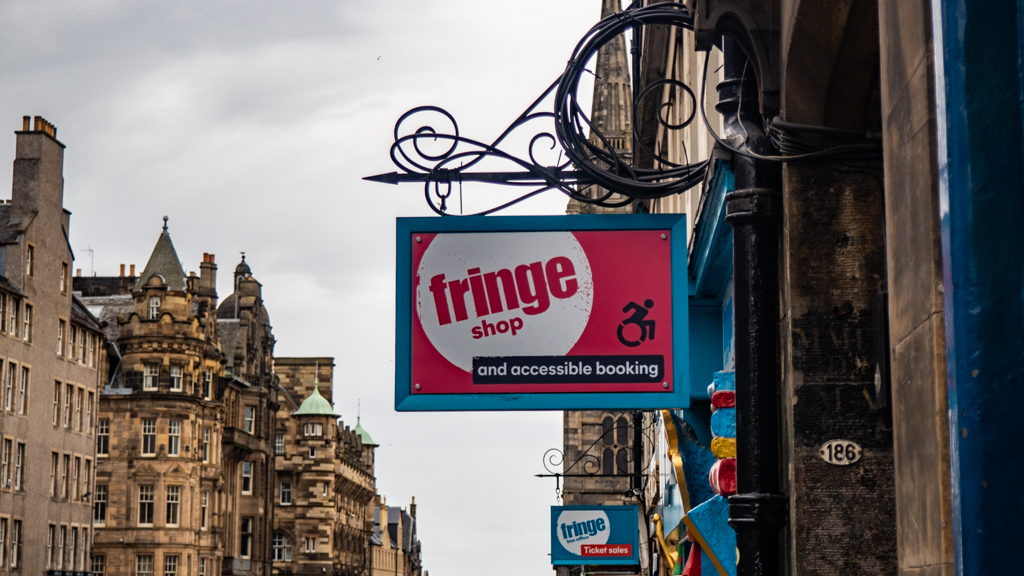 fringe
shop
and accessible booking
186
fringe
box office
Ticket sales